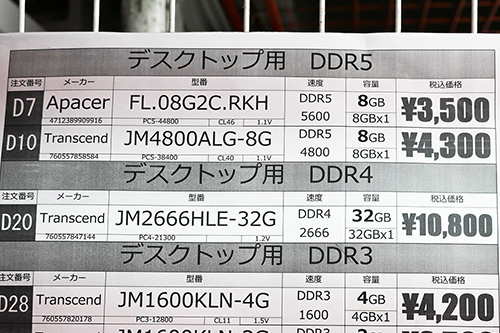 デスクトップ用 DDR5
注文番号 メーカー 型番 速度 容量 税込価格
D7 Apacer FL.08G2C.RKH DDR5 5600 8GB 8GBx1 ¥3,500
4712389909916 PC5-44800 CL46 1.1V
D10 Transcend JM4800ALG-8G DDR5 4800 8GB 8GBx1 ¥4,300
760557858584 PC5-38400 CL40 1.1V
デスクトップ用 DDR4
注文番号 メーカー 型番 速度 容量 税込価格
D20 Transcend JM2666HLE-32G DDR4 2666 32GB 32GBx1 ¥10,800
760557847144 PC4-21300 1.2V
デスクトップ用 DDR3
注文番号 メーカー 型番 速度 容量 税込価格
D28 Transcend JM1600KLN-4G DDR3 1600 4GB 4GBx1 ¥4,200
760557820178 PC3-12800 CL11 1.5V